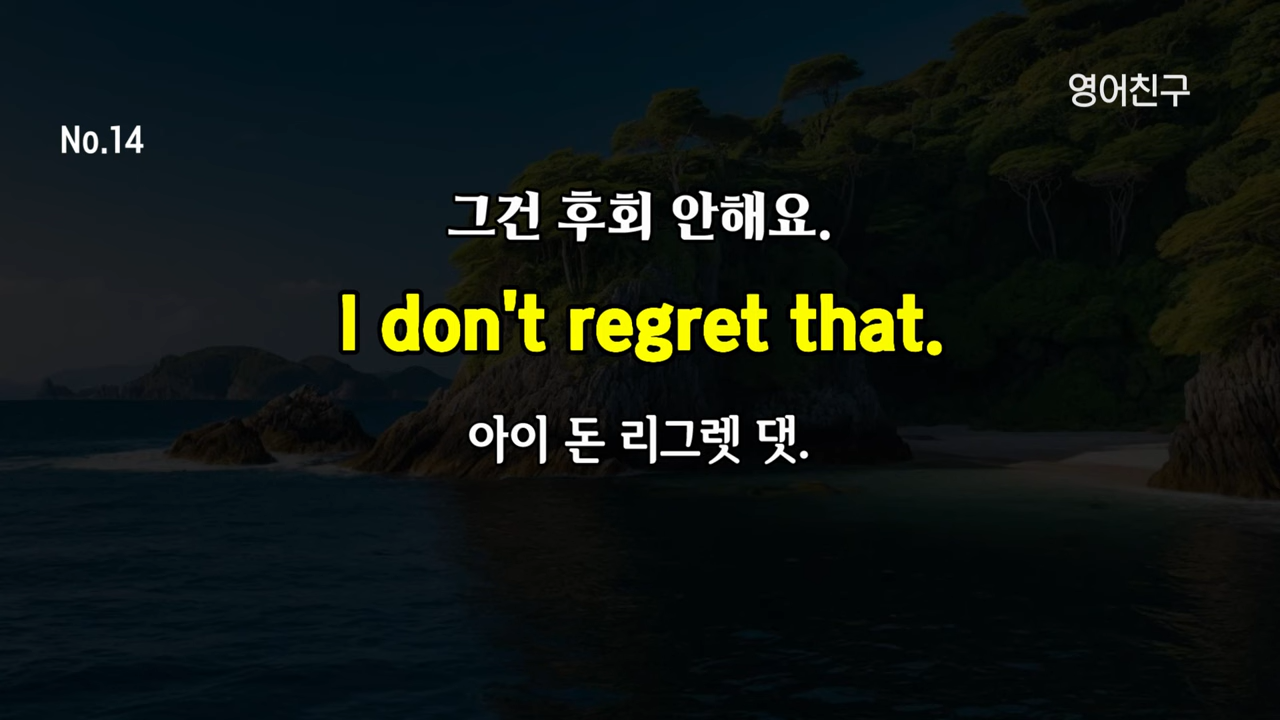 영어친구
No.14
그건 후회 안해요.
I don't regret that.
아이 돈 리그렛 댓.